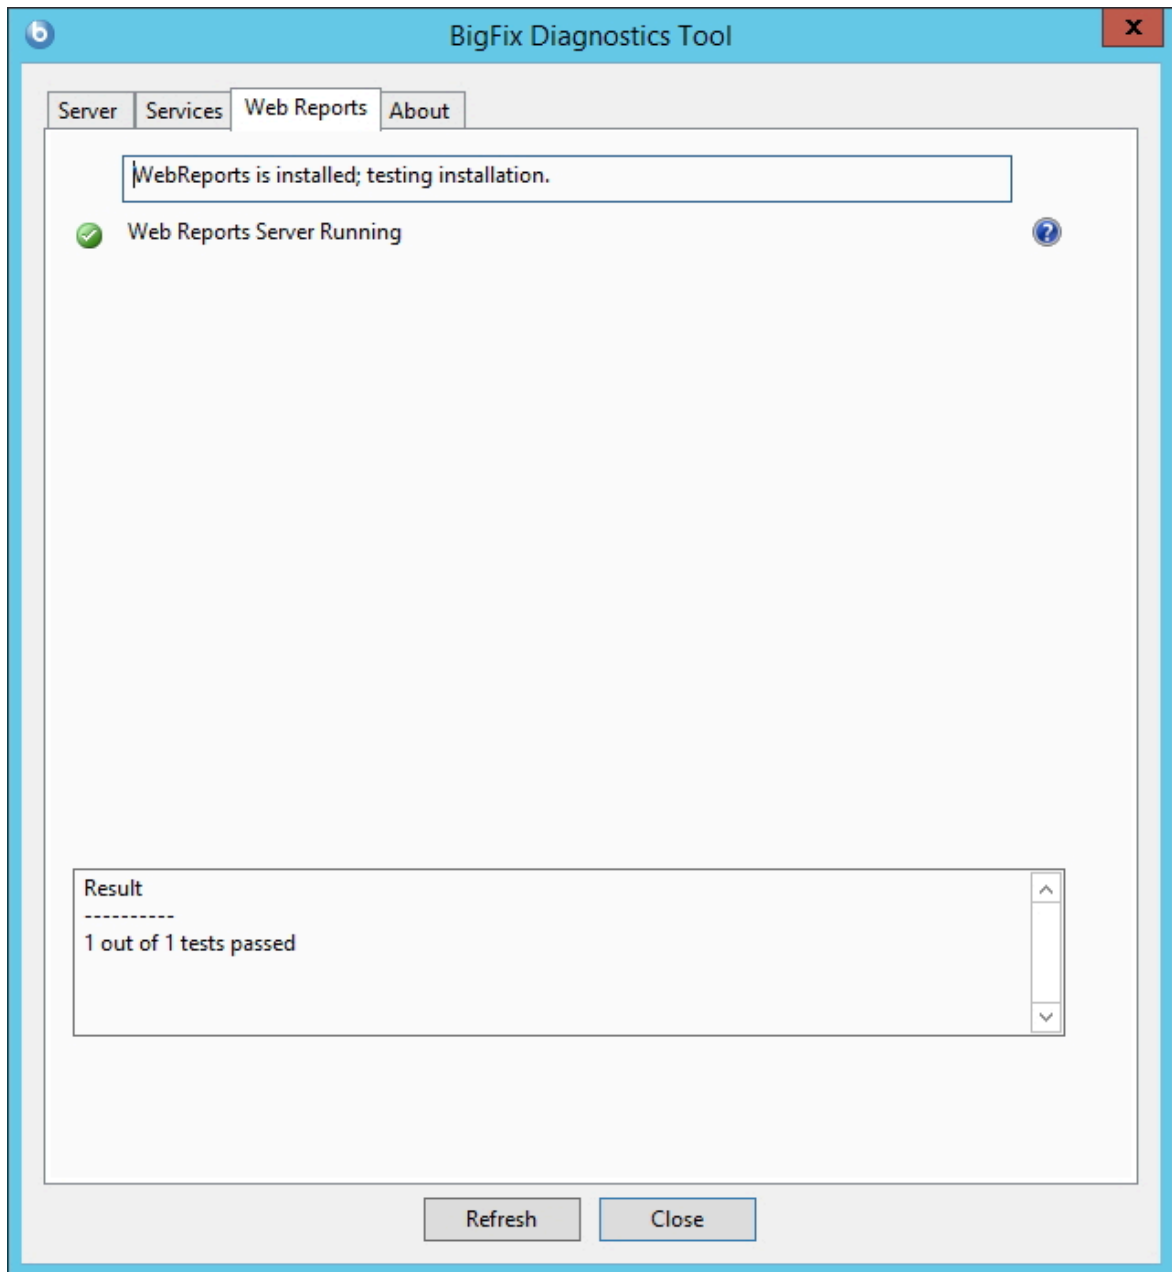 BigFix Diagnostics Tool
Server Services Web Reports About
WebReports is installed; testing installation.
Web Reports Server Running
Result
----------
1 out of 1 tests passed
Refresh Close